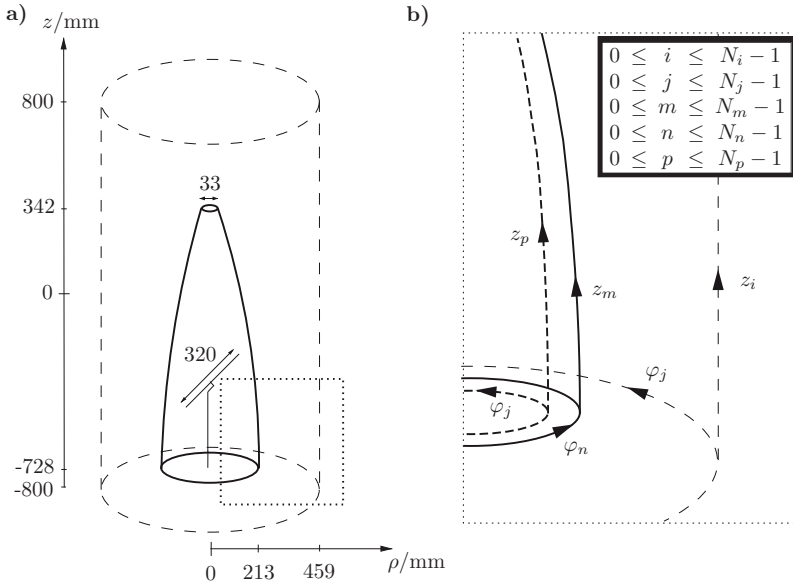 a)
z/mm
800
342
0
-728
-800
33
320
0
213
459
ρ/mm
b)
0 ≤ i ≤ N_i − 1
0 ≤ j ≤ N_j − 1
0 ≤ m ≤ N_m − 1
0 ≤ n ≤ N_n − 1
0 ≤ p ≤ N_p − 1
z_p
z_m
z_i
φ_j
φ_j
φ_n